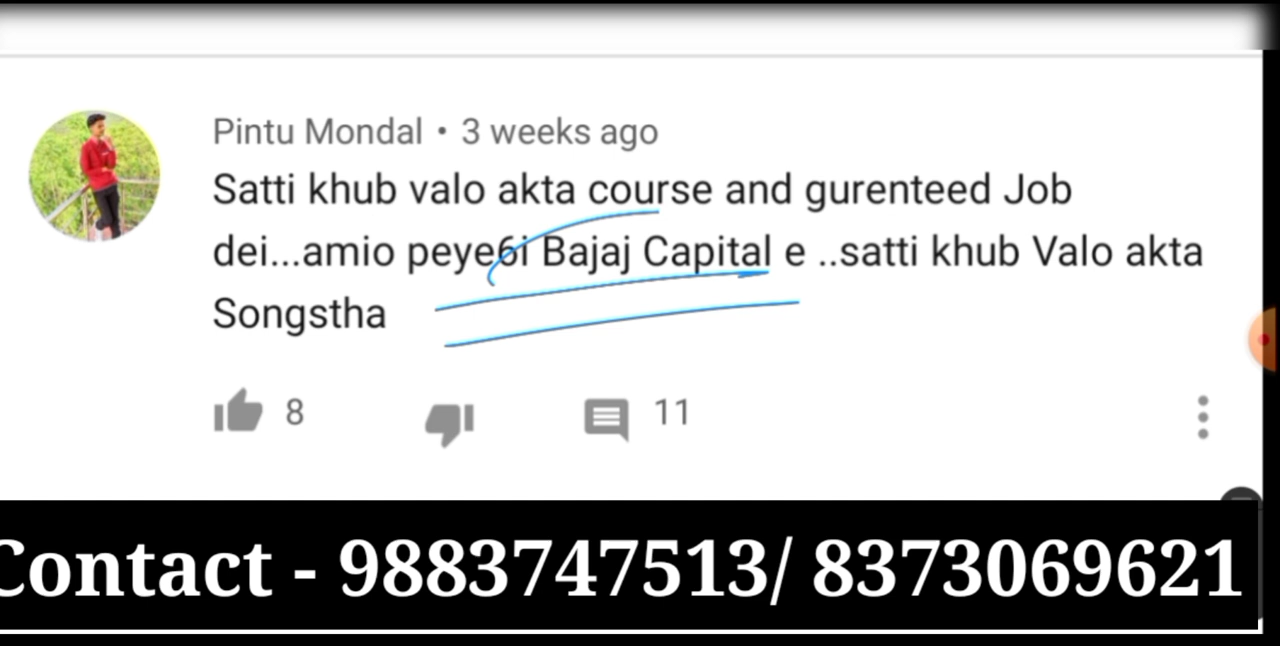 Pintu Mondal • 3 weeks ago
Satti khub valo akta course and gurenteed Job
dei...amio peye6i Bajaj Capital e ..satti khub Valo akta
Songstha
8 11
Contact - 9883747513/ 8373069621